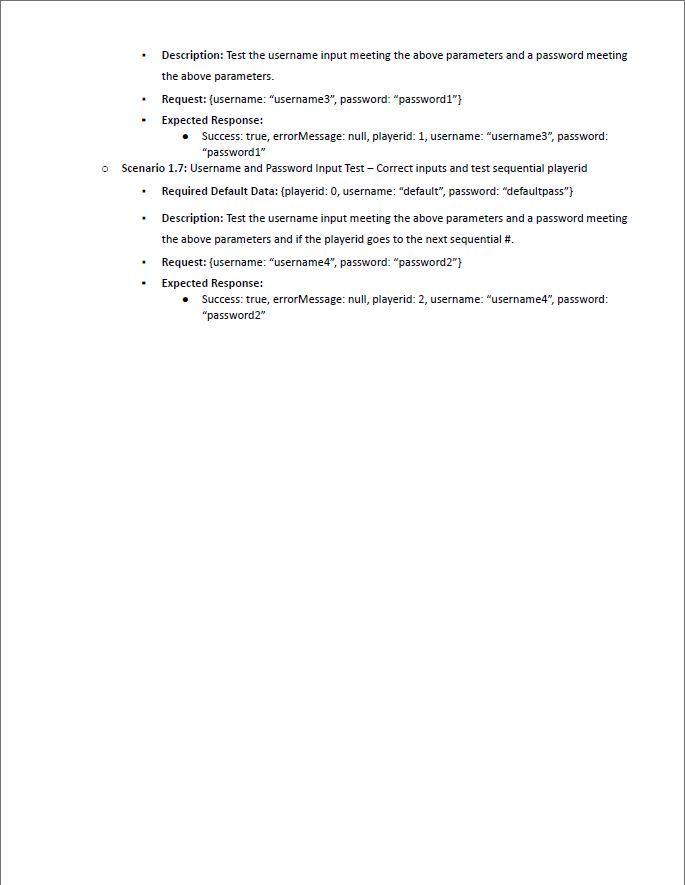 ▪ Description: Test the username input meeting the above parameters and a password meeting
the above parameters.
▪ Request: {username: “username3”, password: “password1”}
▪ Expected Response:
● Success: true, errorMessage: null, playerid: 1, username: “username3”, password:
“password1”
○ Scenario 1.7: Username and Password Input Test – Correct inputs and test sequential playerid
▪ Required Default Data: {playerid: 0, username: “default”, password: “defaultpass”}
▪ Description: Test the username input meeting the above parameters and a password meeting
the above parameters and if the playerid goes to the next sequential #.
▪ Request: {username: “username4”, password: “password2”}
▪ Expected Response:
● Success: true, errorMessage: null, playerid: 2, username: “username4”, password:
“password2”